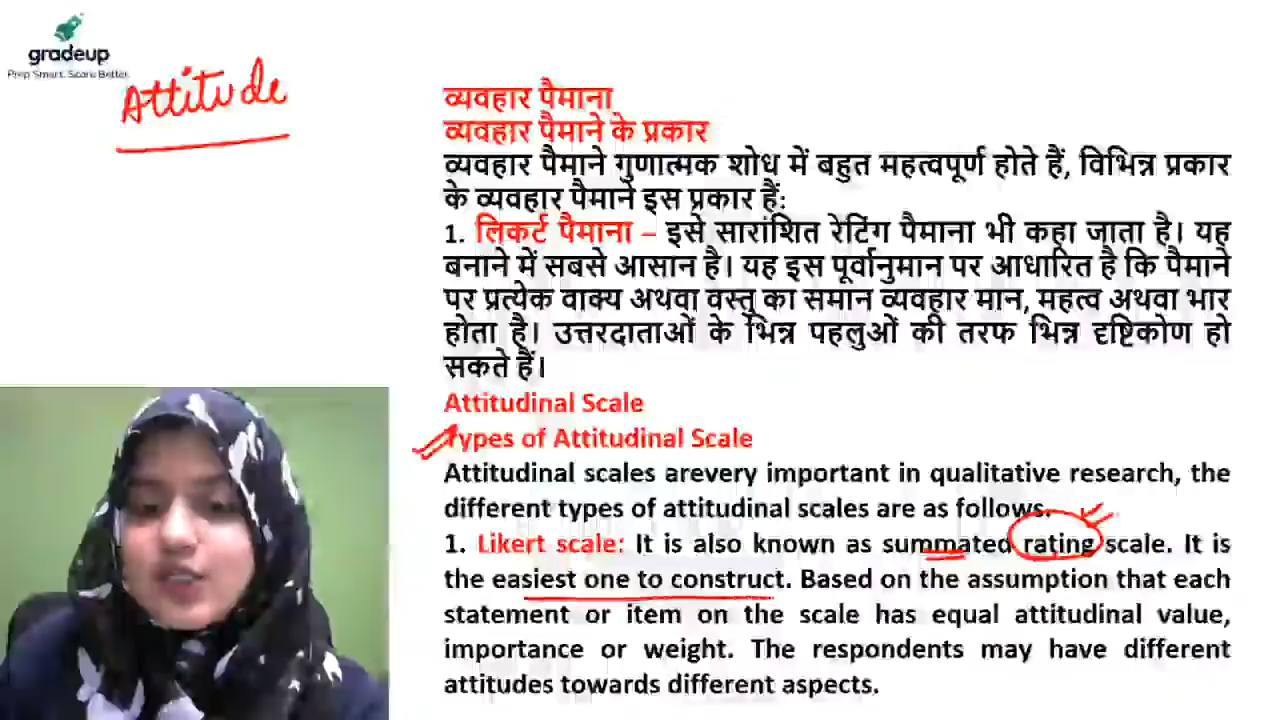 gradeup
Prep Smart. Score Better.
Attitude
व्यवहार पैमाना
व्यवहार पैमाने के प्रकार
व्यवहार पैमाने गुणात्मक शोध में बहुत महत्वपूर्ण होते हैं, विभिन्न प्रकार
के व्यवहार पैमाने इस प्रकार हैं:
1. लिकर्ट पैमाना – इसे सारांशित रेटिंग पैमाना भी कहा जाता है। यह
बनाने में सबसे आसान है। यह इस पूर्वानुमान पर आधारित है कि पैमाने
पर प्रत्येक वाक्य अथवा वस्तु का समान व्यवहार मान, महत्व अथवा भार
होता है। उत्तरदाताओं के भिन्न पहलुओं की तरफ भिन्न दृष्टिकोण हो
सकते हैं।
Attitudinal Scale
Types of Attitudinal Scale
Attitudinal scales arevery important in qualitative research, the
different types of attitudinal scales are as follows.
1. Likert scale: It is also known as summated rating scale. It is
the easiest one to construct. Based on the assumption that each
statement or item on the scale has equal attitudinal value,
importance or weight. The respondents may have different
attitudes towards different aspects.